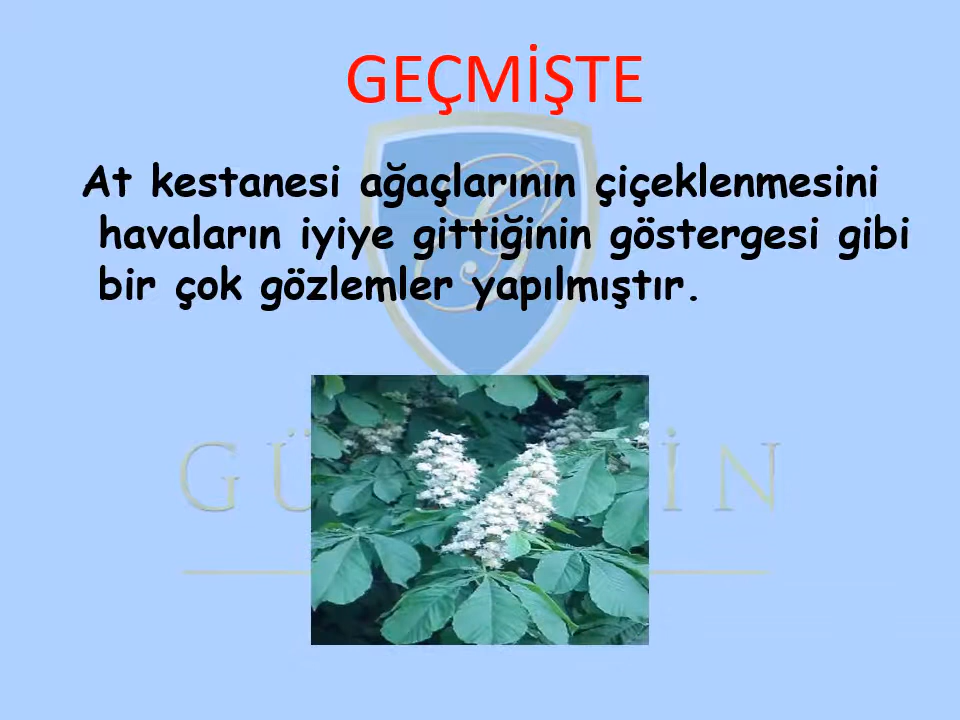 GEÇMİŞTE
At kestanesi ağaçlarının çiçeklenmesini
havaların iyiye gittiğinin göstergesi gibi
bir çok gözlemler yapılmıştır.